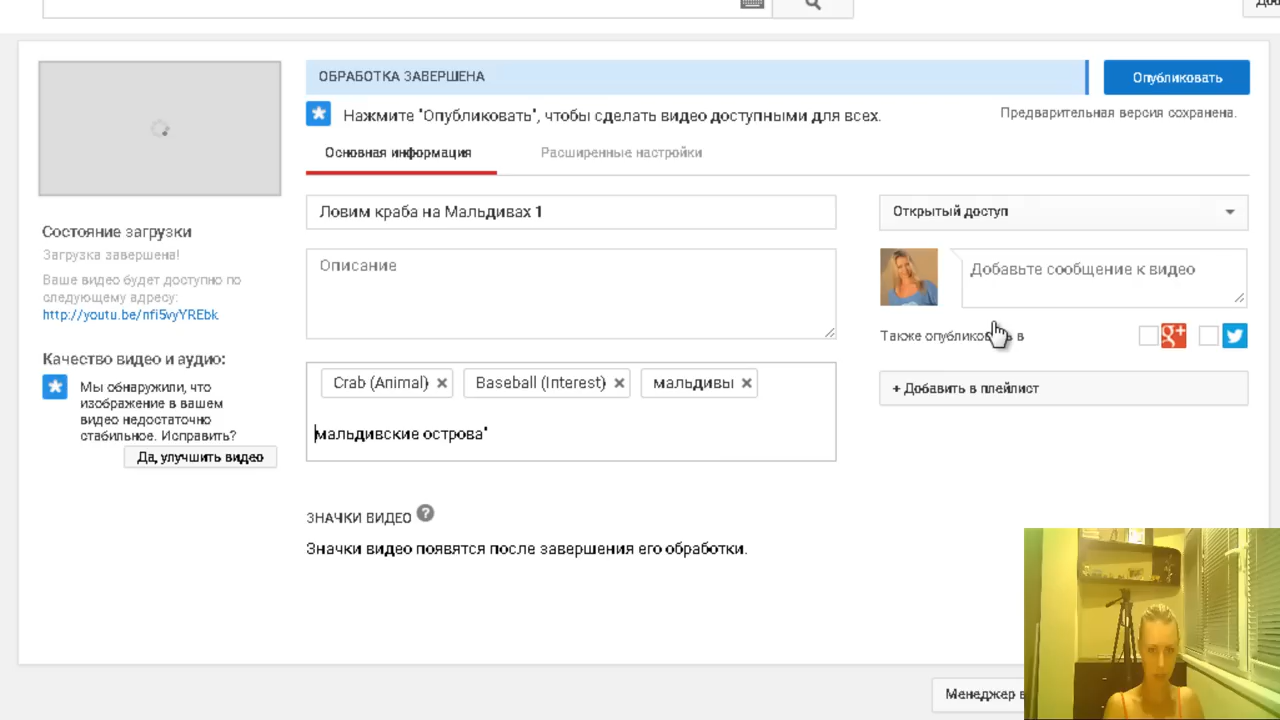 ОБРАБОТКА ЗАВЕРШЕНА
Опубликовать
Нажмите "Опубликовать", чтобы сделать видео доступными для всех.
Предварительная версия сохранена.
Основная информация
Расширенные настройки
Ловим краба на Мальдивах 1
Открытый доступ
Состояние загрузки
Загрузка завершена!
Ваше видео будет доступно по
следующему адресу:
http://youtu.be/nfi5vyYREbk
Описание
Добавьте сообщение к видео
Также опубликовать в
g+
Качество видео и аудио:
Мы обнаружили, что
изображение в вашем
видео недостаточно
стабильное. Исправить?
Да, улучшить видео
Crab (Animal) ×
Baseball (Interest) ×
мальдивы ×
мальдивские острова"
+ Добавить в плейлист
ЗНАЧКИ ВИДЕО ?
Значки видео появятся после завершения его обработки.
Менеджер